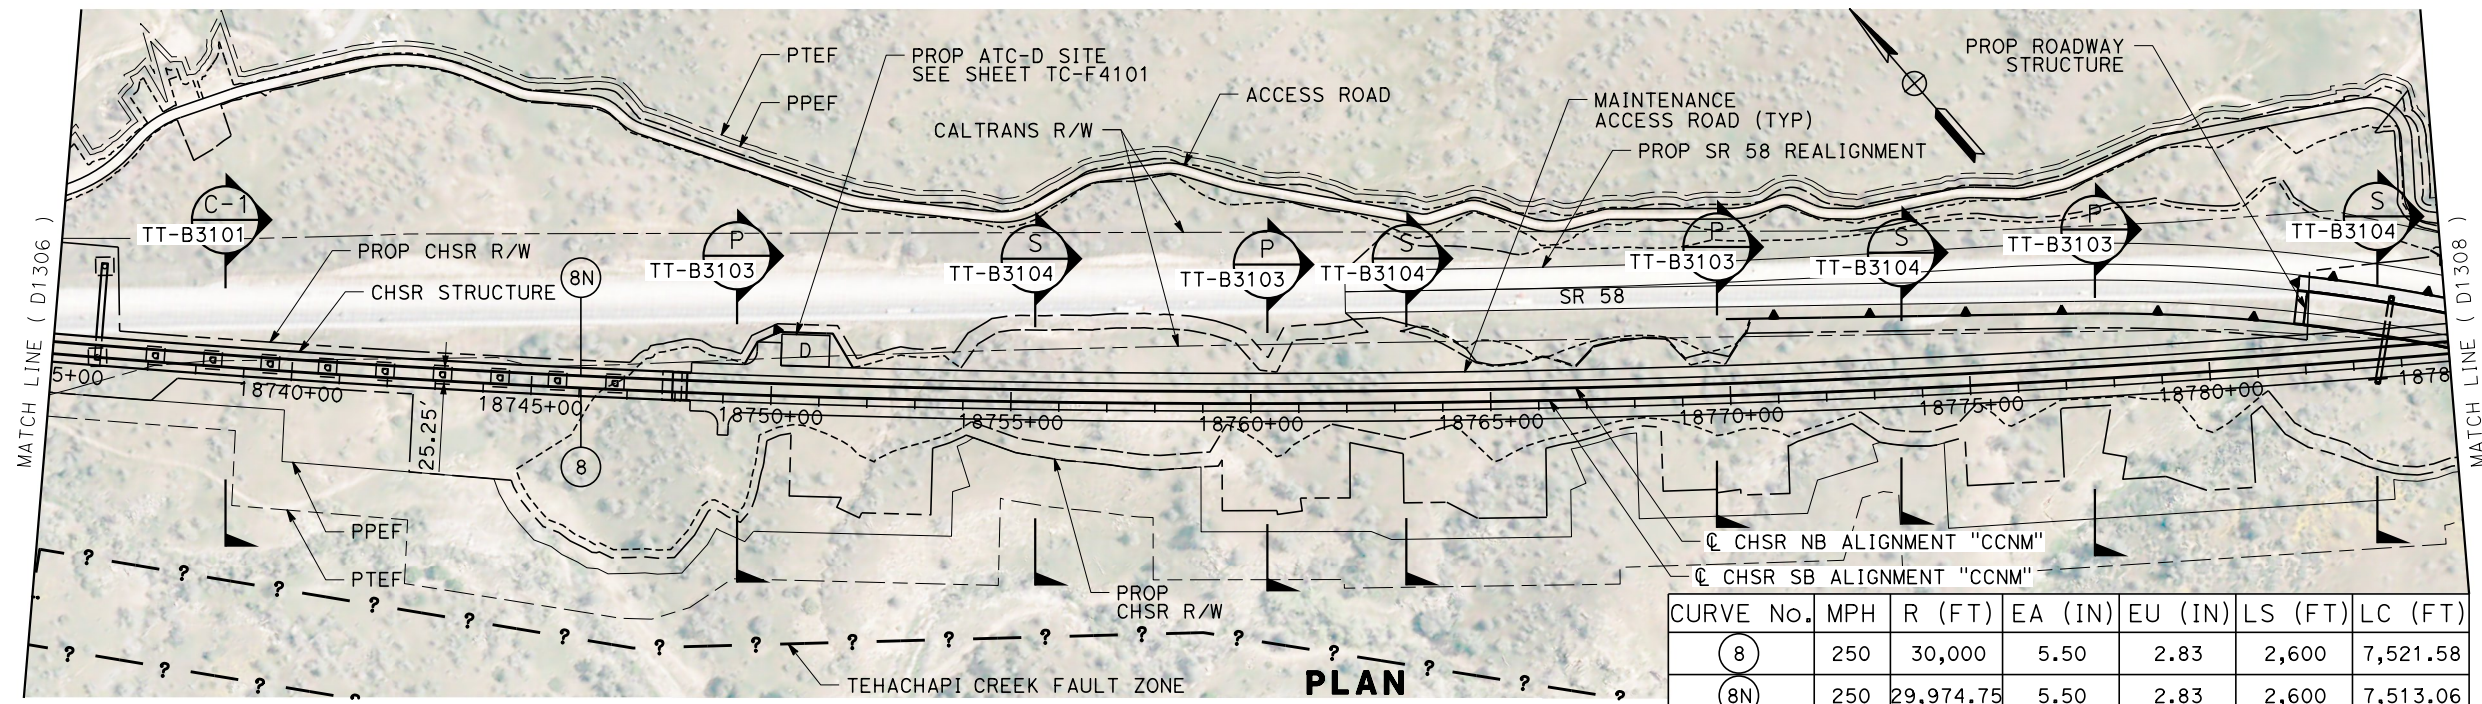 PTEF
PPEF
PROP ATC-D SITE
SEE SHEET TC-F4101
CALTRANS R/W
ACCESS ROAD
MAINTENANCE
ACCESS ROAD (TYP)
PROP SR 58 REALIGNMENT
PROP ROADWAY
STRUCTURE
MATCH LINE ( D1306 )
C-1
TT-B3101
PROP CHSR R/W
CHSR STRUCTURE
8N
P
TT-B3103
S
TT-B3104
P
TT-B3103
S
TT-B3104
P
TT-B3103
S
TT-B3104
P
TT-B3103
S
TT-B3104
MATCH LINE ( D1308 )
SR 58
D
5+00
18740+00
18745+00
18750+00
18755+00
18760+00
18765+00
18770+00
18775+00
18780+00
1878
25.25'
8
PPEF
PTEF
PROP
CHSR R/W
℄ CHSR NB ALIGNMENT "CCNM"
℄ CHSR SB ALIGNMENT "CCNM"
? ? ? ? ? ? ? ? ? ? ? ? ? ? ? ? ?
? ? ? ?
TEHACHAPI CREEK FAULT ZONE
PLAN
CURVE No. MPH R (FT) EA (IN) EU (IN) LS (FT) LC (FT)
8 250 30,000 5.50 2.83 2,600 7,521.58
8N 250 29,974.75 5.50 2.83 2,600 7,513.06